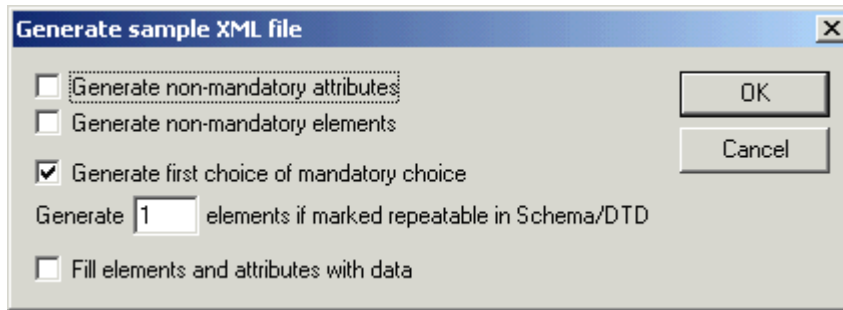 Generate sample XML file
Generate non-mandatory attributes
OK
Generate non-mandatory elements
Cancel
Generate first choice of mandatory choice
Generate 1 elements if marked repeatable in Schema/DTD
Fill elements and attributes with data